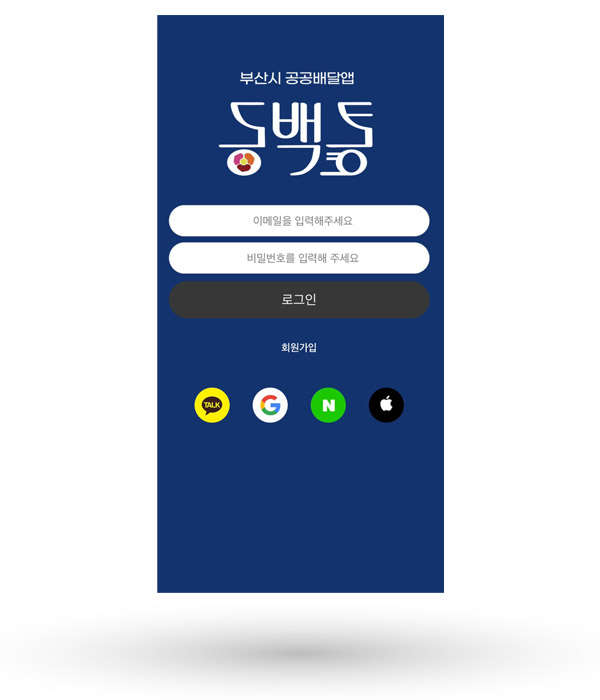 부산시 공공배달앱
동백통
이메일을 입력해주세요
비밀번호를 입력해 주세요
로그인
회원가입
TALK
G
N